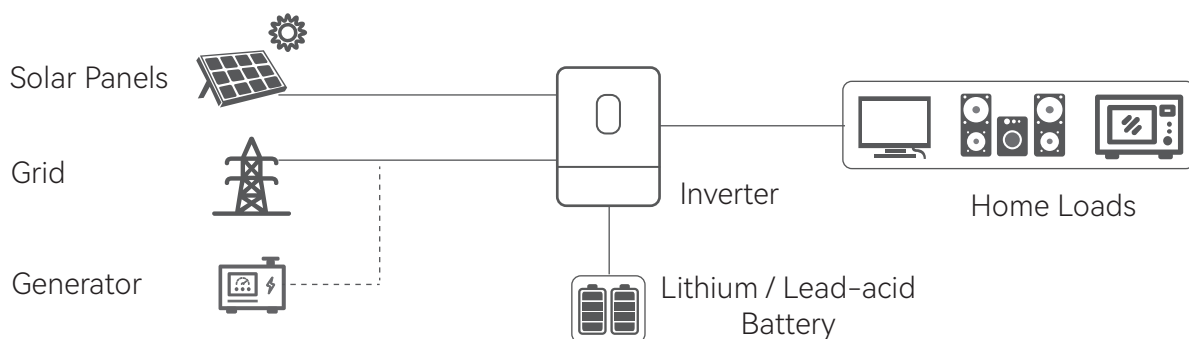 Solar Panels
Grid
Generator
Inverter
Lithium / Lead-acid
Battery
Home Loads